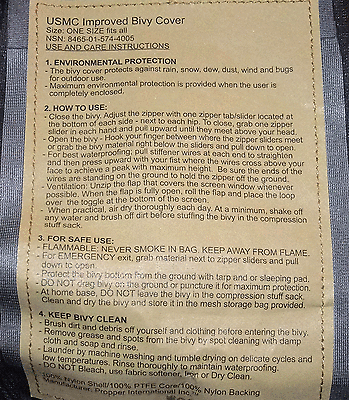 USMC Improved Bivy Cover
Size: ONE SIZE fits all
NSN: 8465-01-574-4005
USE AND CARE INSTRUCTIONS
1. ENVIRONMENTAL PROTECTION
- The bivy cover protects against rain, snow, dew, dust, wind and bugs
for outdoor use.
- Maximum environmental protection is provided when the user is
completely enclosed.
2. HOW TO USE:
- Close the bivy. Adjust the zipper with one zipper tab/slider located at
the bottom of each side - next to each hip. To close, grab one zipper
slider in each hand and pull upward until they meet above your head.
- Open the bivy - Hook your finger between where the zipper sliders meet
or grab the bivy material right below the sliders and pull down to open.
- For best waterproofing; pull stiffener wires at each end to straighten
and then press upward with your fist where the wires cross above your
face to achieve a peak with maximum height. Be sure the ends of the
wires are standing on the ground to hold the zipper off the ground.
- Ventilation: Unzip the flap that covers the screen window whenever
possible. When the flap is fully open, roll the flap and place the loop
over the toggle at the bottom of the screen.
- When practical, air dry thoroughly each day. At a minimum, shake off
any water and brush off dirt before stuffing the bivy in the compression
stuff sack.
3. FOR SAFE USE:
- FLAMMABLE: NEVER SMOKE IN BAG. KEEP AWAY FROM FLAME.
- For EMERGENCY exit, grab material next to zipper sliders and pull
down to open.
- Protect the bivy bottom from the ground with tarp or sleeping pad.
- DO NOT drag bivy on the ground or puncture it for maximum protection.
- At home base, DO NOT leave the bivy in the compression stuff sack.
Clean and dry the bivy and store it in the mesh storage bag provided.
4. KEEP BIVY CLEAN
- Brush dirt and debris off yourself and clothing before entering the bivy.
- Remove grease and spots from the bivy by spot cleaning with damp
cloth and soap and rinse.
- Launder by machine washing and tumble drying on delicate cycles and
low temperatures. Rinse thoroughly to maintain waterproofing.
- DO NOT Bleach, use fabric softener, Iron or Dry Clean.
Nylon Shell/100% PTFE Core/100% Nylon Backing
Manufacturer: Propper International Inc.